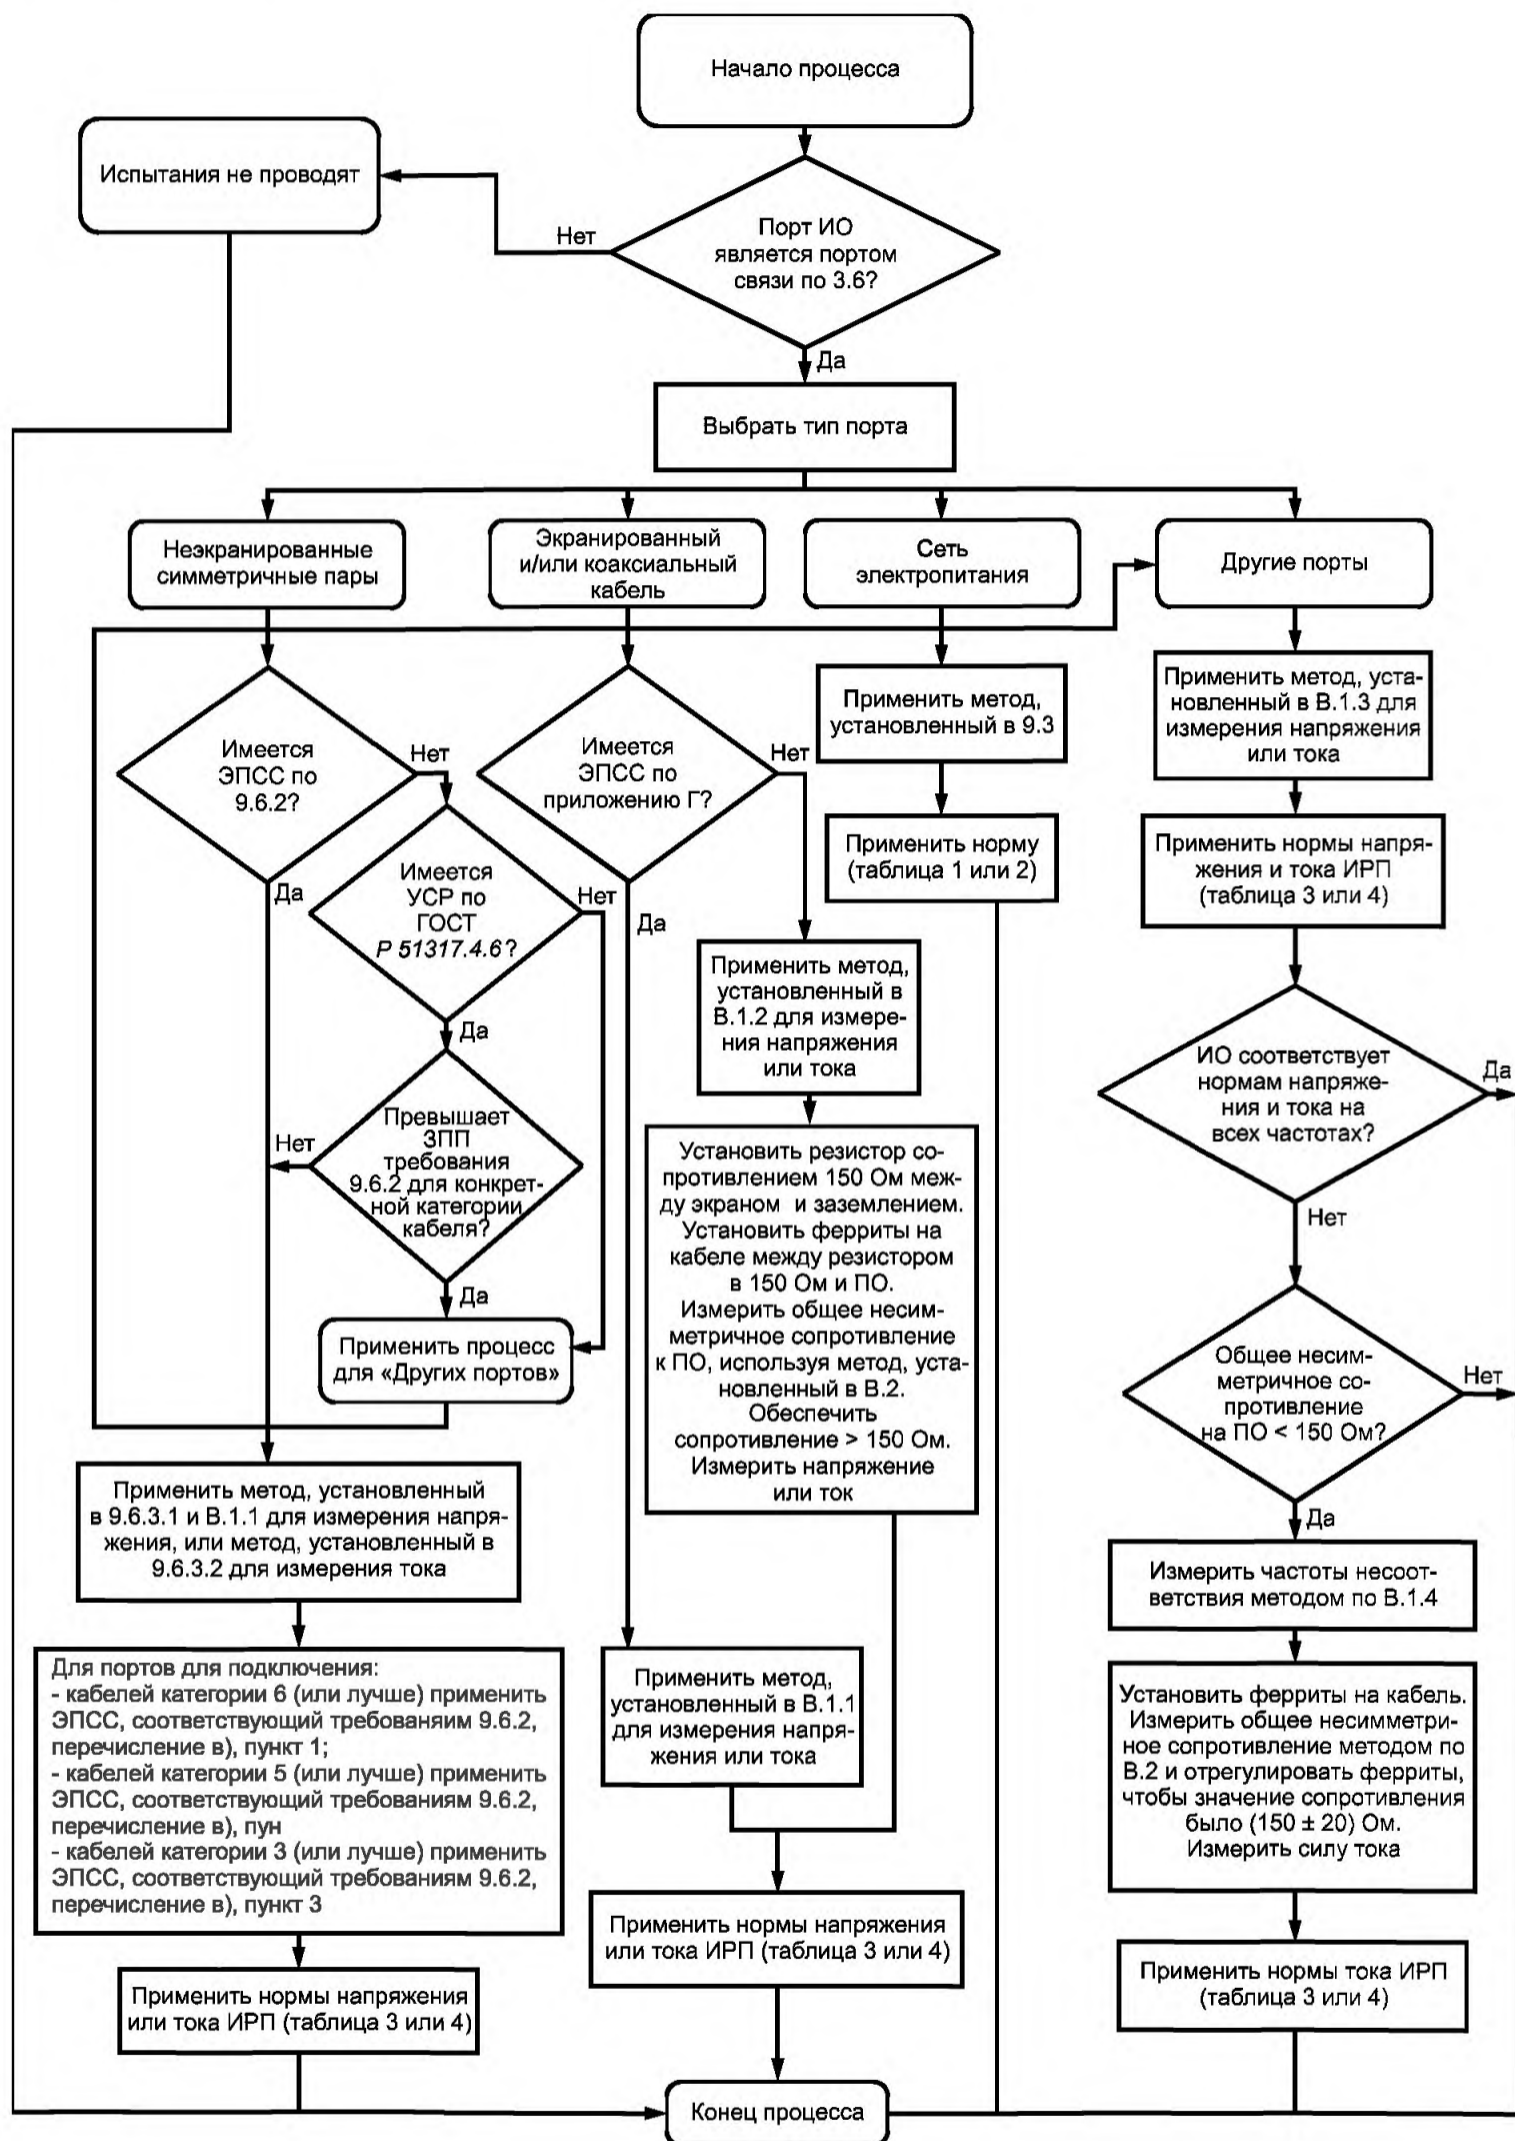 Начало процесса
Испытания не проводят
Нет
Порт ИО
является портом
связи по 3.6?
Да
Выбрать тип порта
Неэкранированные
симметричные пары
Экранированный
и/или коаксиальный
кабель
Сеть
электропитания
Другие порты
Имеется
ЭПСС по
9.6.2?
Нет
Да
Имеется
УСР по
ГОСТ
Р 51317.4.6?
Нет
Да
Превышает
ЗПП
требования
9.6.2 для конкрет-
ной категории
кабеля?
Нет
Да
Применить процесс
для «Других портов»
Применить метод, установленный
в 9.6.3.1 и В.1.1 для измерения напря-
жения, или метод, установленный в
9.6.3.2 для измерения тока
Для портов для подключения:
- кабелей категории 6 (или лучше) применить
ЭПСС, соответствующий требованяим 9.6.2,
перечисление в), пункт 1;
- кабелей категории 5 (или лучше) применить
ЭПСС, соответствующий требованиям 9.6.2,
перечисление в), пун
- кабелей категории 3 (или лучше) применить
ЭПСС, соответствующий требованиям 9.6.2,
перечисление в), пункт 3
Применить нормы напряжения
или тока ИРП (таблица 3 или 4)
Имеется
ЭПСС по
приложению Г?
Нет
Да
Применить метод,
установленный в
В.1.2 для измере-
ния напряжения
или тока
Установить резистор со-
противлением 150 Ом меж-
ду экраном и заземлением.
Установить ферриты на
кабеле между резистором
в 150 Ом и ПО.
Измерить общее несим-
метричное сопротивление
к ПО, используя метод, уста-
новленный в В.2.
Обеспечить
сопротивление > 150 Ом.
Измерить напряжение
или ток
Применить метод,
установленный в В.1.1
для измерения напря-
жения или тока
Применить нормы напряжения
или тока ИРП (таблица 3 или 4)
Применить метод,
установленный в 9.3
Применить норму
(таблица 1 или 2)
Применить метод, уста-
новленный в В.1.3 для
измерения напряжения
или тока
Применить нормы напря-
жения и тока ИРП
(таблица 3 или 4)
ИО соответствует
нормам напряже-
ния и тока на
всех частотах?
Да
Нет
Общее несим-
метричное со-
противление
на ПО < 150 Ом?
Нет
Да
Измерить частоты несоот-
ветствия методом по В.1.4
Установить ферриты на кабель.
Измерить общее несимметри-
ное сопротивление методом по
В.2 и отрегулировать ферриты,
чтобы значение сопротивления
было (150 ± 20) Ом.
Измерить силу тока
Применить нормы тока ИРП
(таблица 3 или 4)
Конец процесса